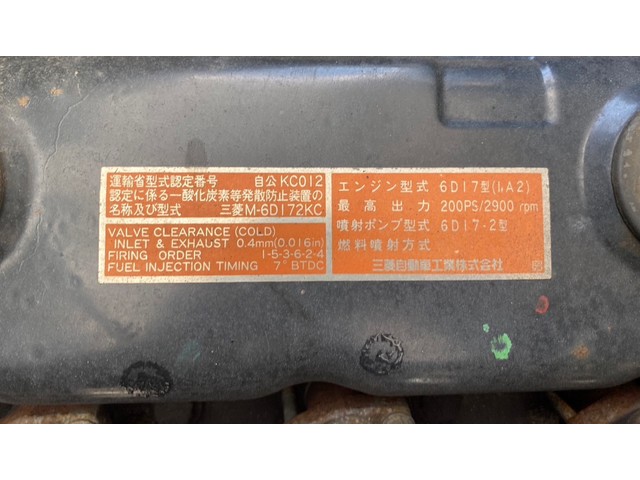 運輸省型式認定番号 自公KC012
認定に係る一酸化炭素等発散防止装置の
名称及び型式 三菱M-6D172KC
VALVE CLEARANCE (COLD)
INLET & EXHAUST 0.4mm(0.016in)
FIRING ORDER 1-5-3-6-2-4
FUEL INJECTION TIMING 7° BTDC
エンジン型式 6D17型(1A2)
最高出力 200PS/2900 rpm
噴射ポンプ型式 6D17-2型
燃料噴射方式
三菱自動車工業株式会社